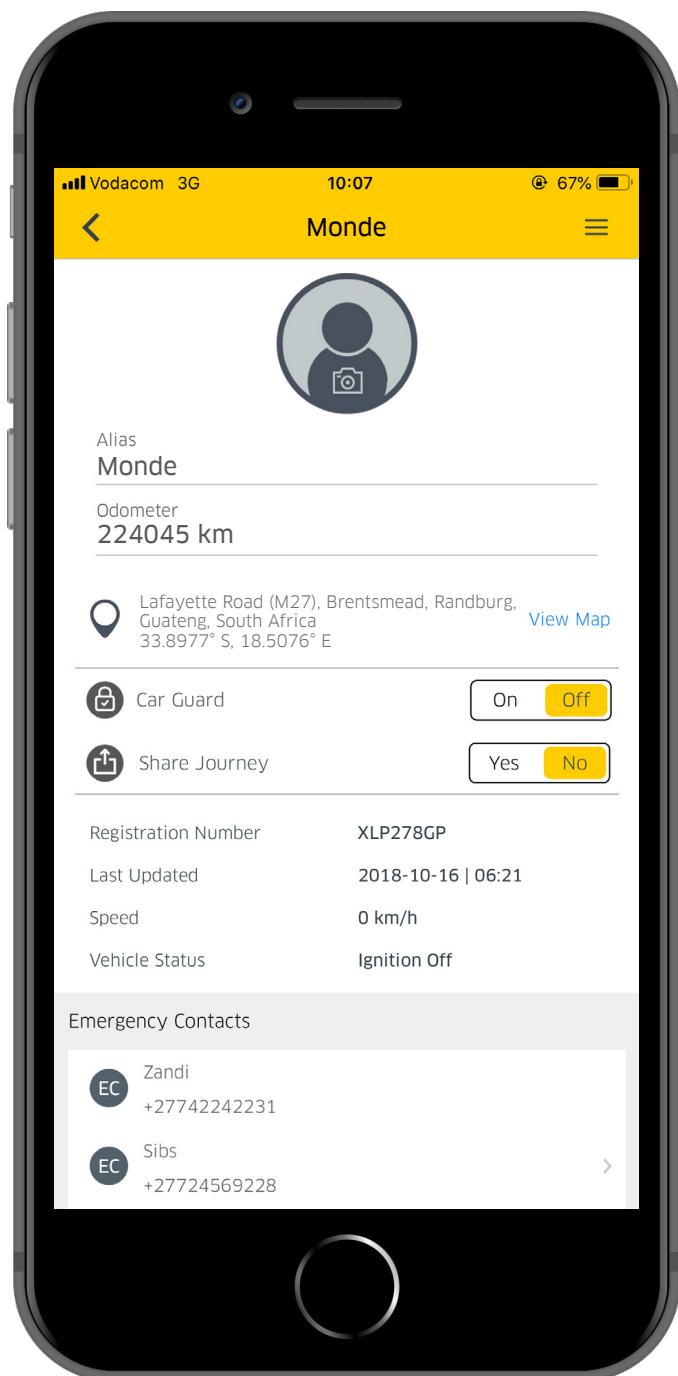 Vodacom 3G 10:07 67%
Monde
Alias
Monde
Odometer
224045 km
Lafayette Road (M27), Brentsmead, Randburg,
Guateng, South Africa
33.8977° S, 18.5076° E
View Map
Car Guard On Off
Share Journey Yes No
Registration Number XLP278GP
Last Updated 2018-10-16 | 06:21
Speed 0 km/h
Vehicle Status Ignition Off
Emergency Contacts
EC
Zandi
+27742242231
EC
Sibs
+27724569228